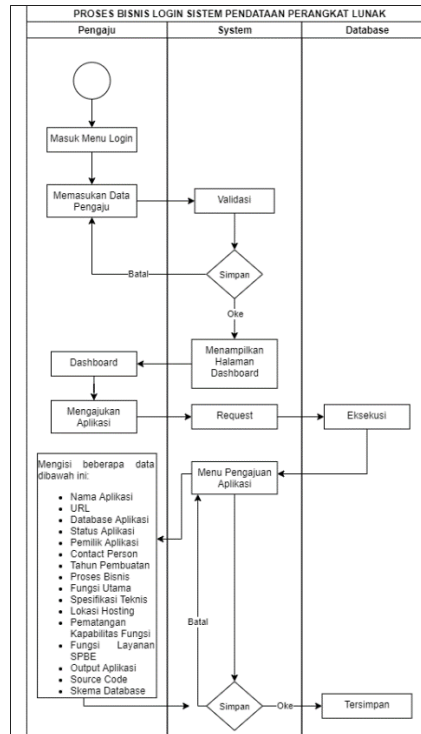 PROSES BISNIS LOGIN SISTEM PENDATAAN PERANGKAT LUNAK
Pengaju
System
Database
Masuk Menu Login
Memasukan Data
Pengaju
Validasi
Batal
Simpan
Oke
Menampilkan
Halaman
Dashboard
Dashboard
Mengajukan
Aplikasi
Request
Eksekusi
Menu Pengajuan
Aplikasi
Mengisi beberapa data
dibawah ini:
Nama Aplikasi
URL
Database Aplikasi
Status Aplikasi
Pemilik Aplikasi
Contact Person
Tahun Pembuatan
Proses Bisnis
Fungsi Utama
Spesifikasi Teknis
Lokasi Hosting
Pematangan
Kapabilitas Fungsi
Fungsi Layanan
SPBE
Output Aplikasi
Source Code
Skema Database
Batal
Simpan
Oke
Tersimpan